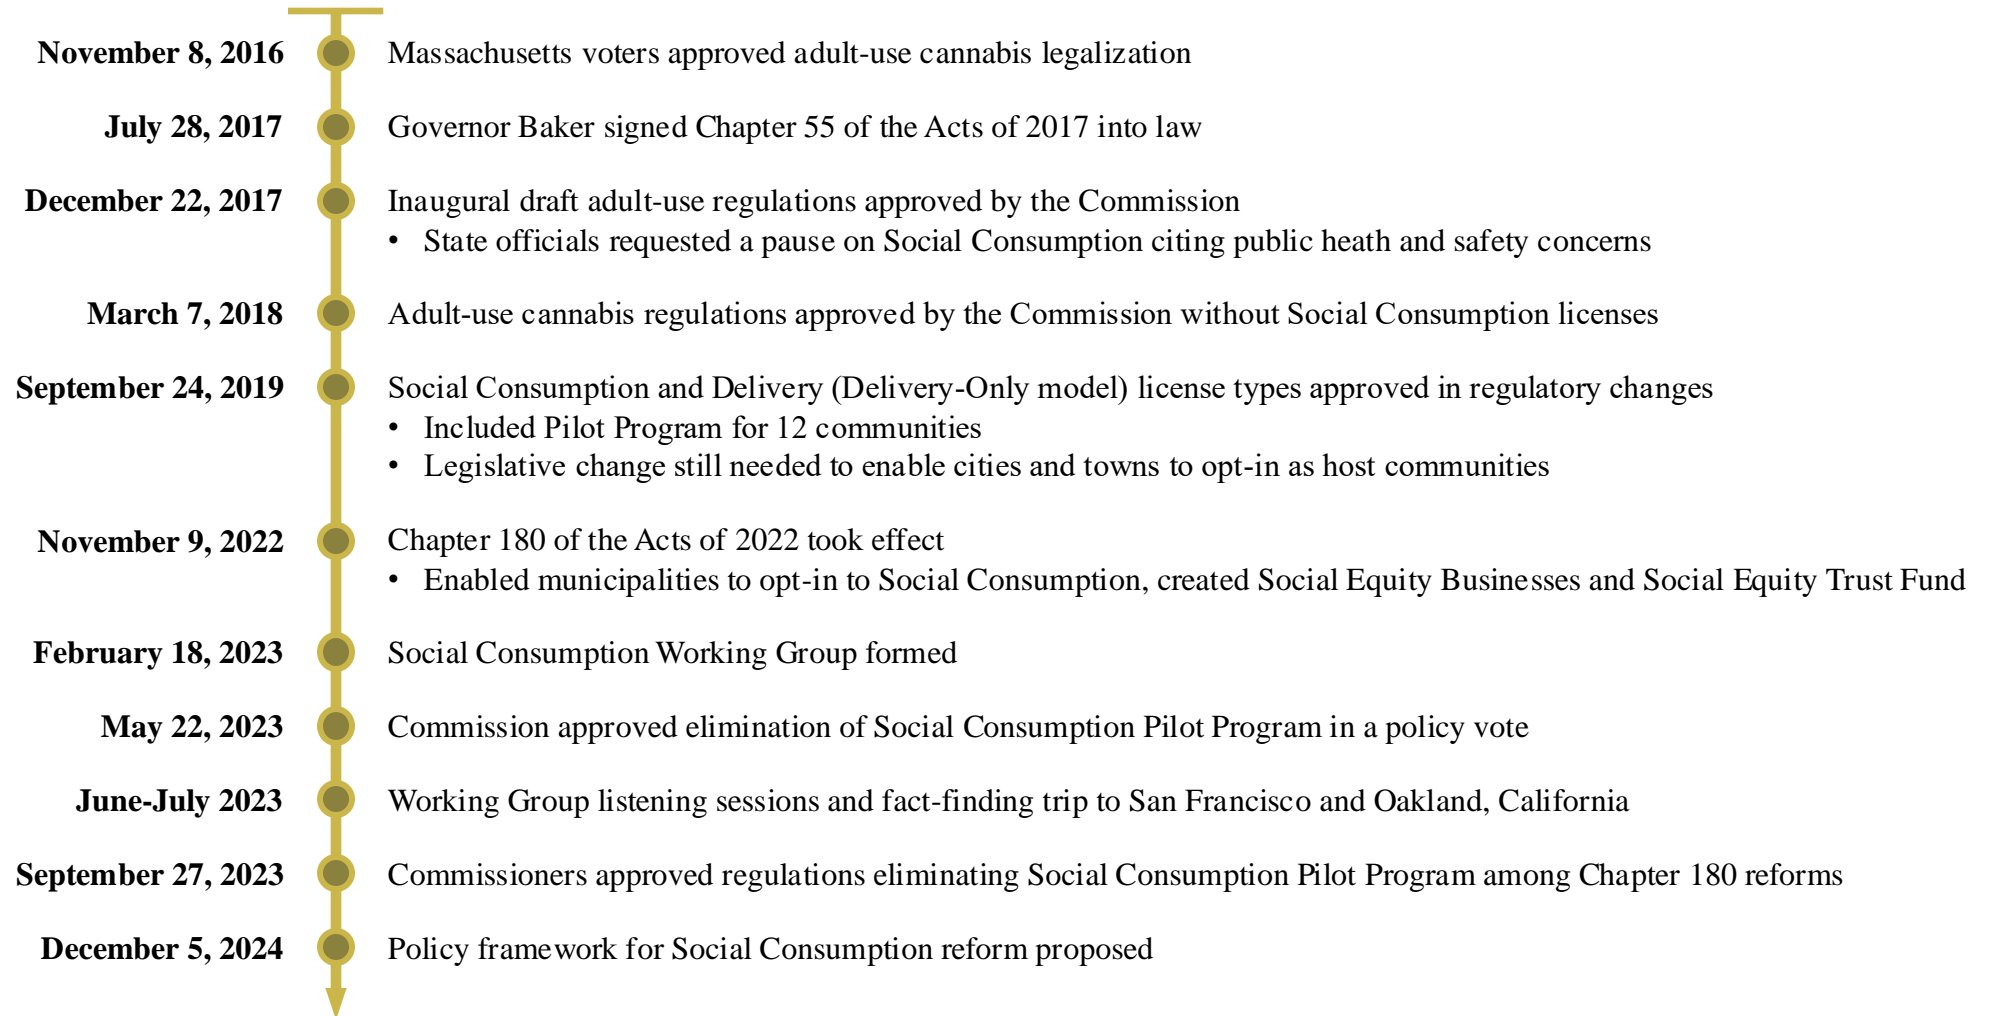 November 8, 2016 Massachusetts voters approved adult-use cannabis legalization
July 28, 2017 Governor Baker signed Chapter 55 of the Acts of 2017 into law
December 22, 2017 Inaugural draft adult-use regulations approved by the Commission
• State officials requested a pause on Social Consumption citing public heath and safety concerns
March 7, 2018 Adult-use cannabis regulations approved by the Commission without Social Consumption licenses
September 24, 2019 Social Consumption and Delivery (Delivery-Only model) license types approved in regulatory changes
• Included Pilot Program for 12 communities
• Legislative change still needed to enable cities and towns to opt-in as host communities
November 9, 2022 Chapter 180 of the Acts of 2022 took effect
• Enabled municipalities to opt-in to Social Consumption, created Social Equity Businesses and Social Equity Trust Fund
February 18, 2023 Social Consumption Working Group formed
May 22, 2023 Commission approved elimination of Social Consumption Pilot Program in a policy vote
June-July 2023 Working Group listening sessions and fact-finding trip to San Francisco and Oakland, California
September 27, 2023 Commissioners approved regulations eliminating Social Consumption Pilot Program among Chapter 180 reforms
December 5, 2024 Policy framework for Social Consumption reform proposed